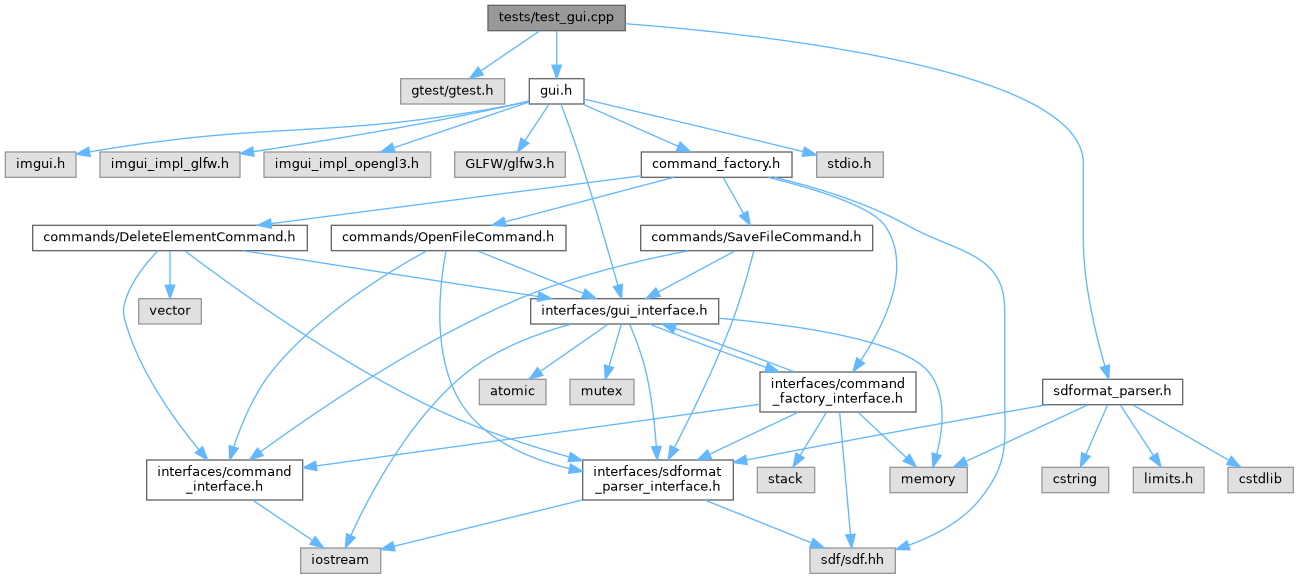 tests/test_gui.cpp
gtest/gtest.h
gui.h
imgui.h
imgui_impl_glfw.h
imgui_impl_opengl3.h
GLFW/glfw3.h
command_factory.h
stdio.h
commands/DeleteElementCommand.h
commands/OpenFileCommand.h
commands/SaveFileCommand.h
vector
interfaces/gui_interface.h
atomic
mutex
interfaces/command
_factory_interface.h
sdformat_parser.h
interfaces/command
_interface.h
interfaces/sdformat
_parser_interface.h
stack
memory
cstring
limits.h
cstdlib
iostream
sdf/sdf.hh